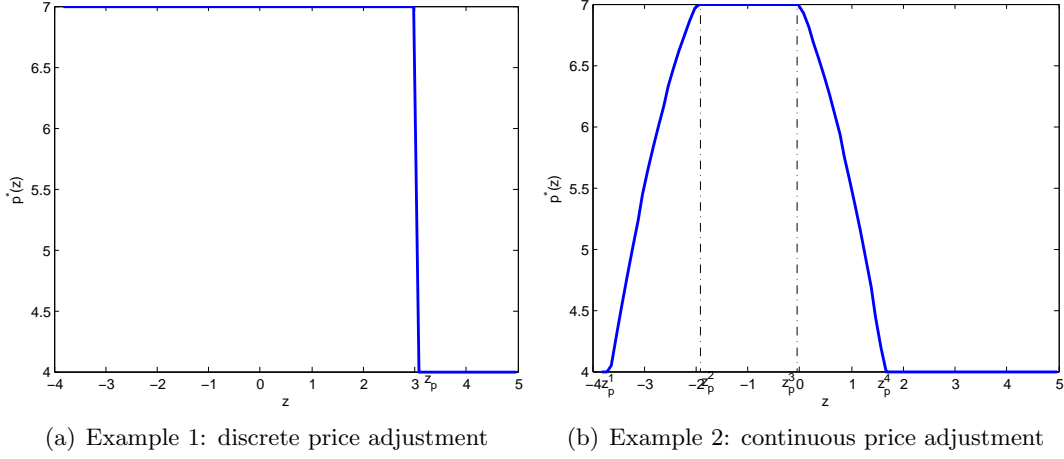 7
6.5
6
5.5
5
4.5
4
p*(z)
−4 −3 −2 −1 0 1 2 3 z_p 4 5
z
7
6.5
6
5.5
5
4.5
4
p*(z)
−4 z_p^1 −3 −2 z_p^2 −1 z_p^3 0 1 z_p^4 2 3 4 5
z
(a) Example 1: discrete price adjustment
(b) Example 2: continuous price adjustment